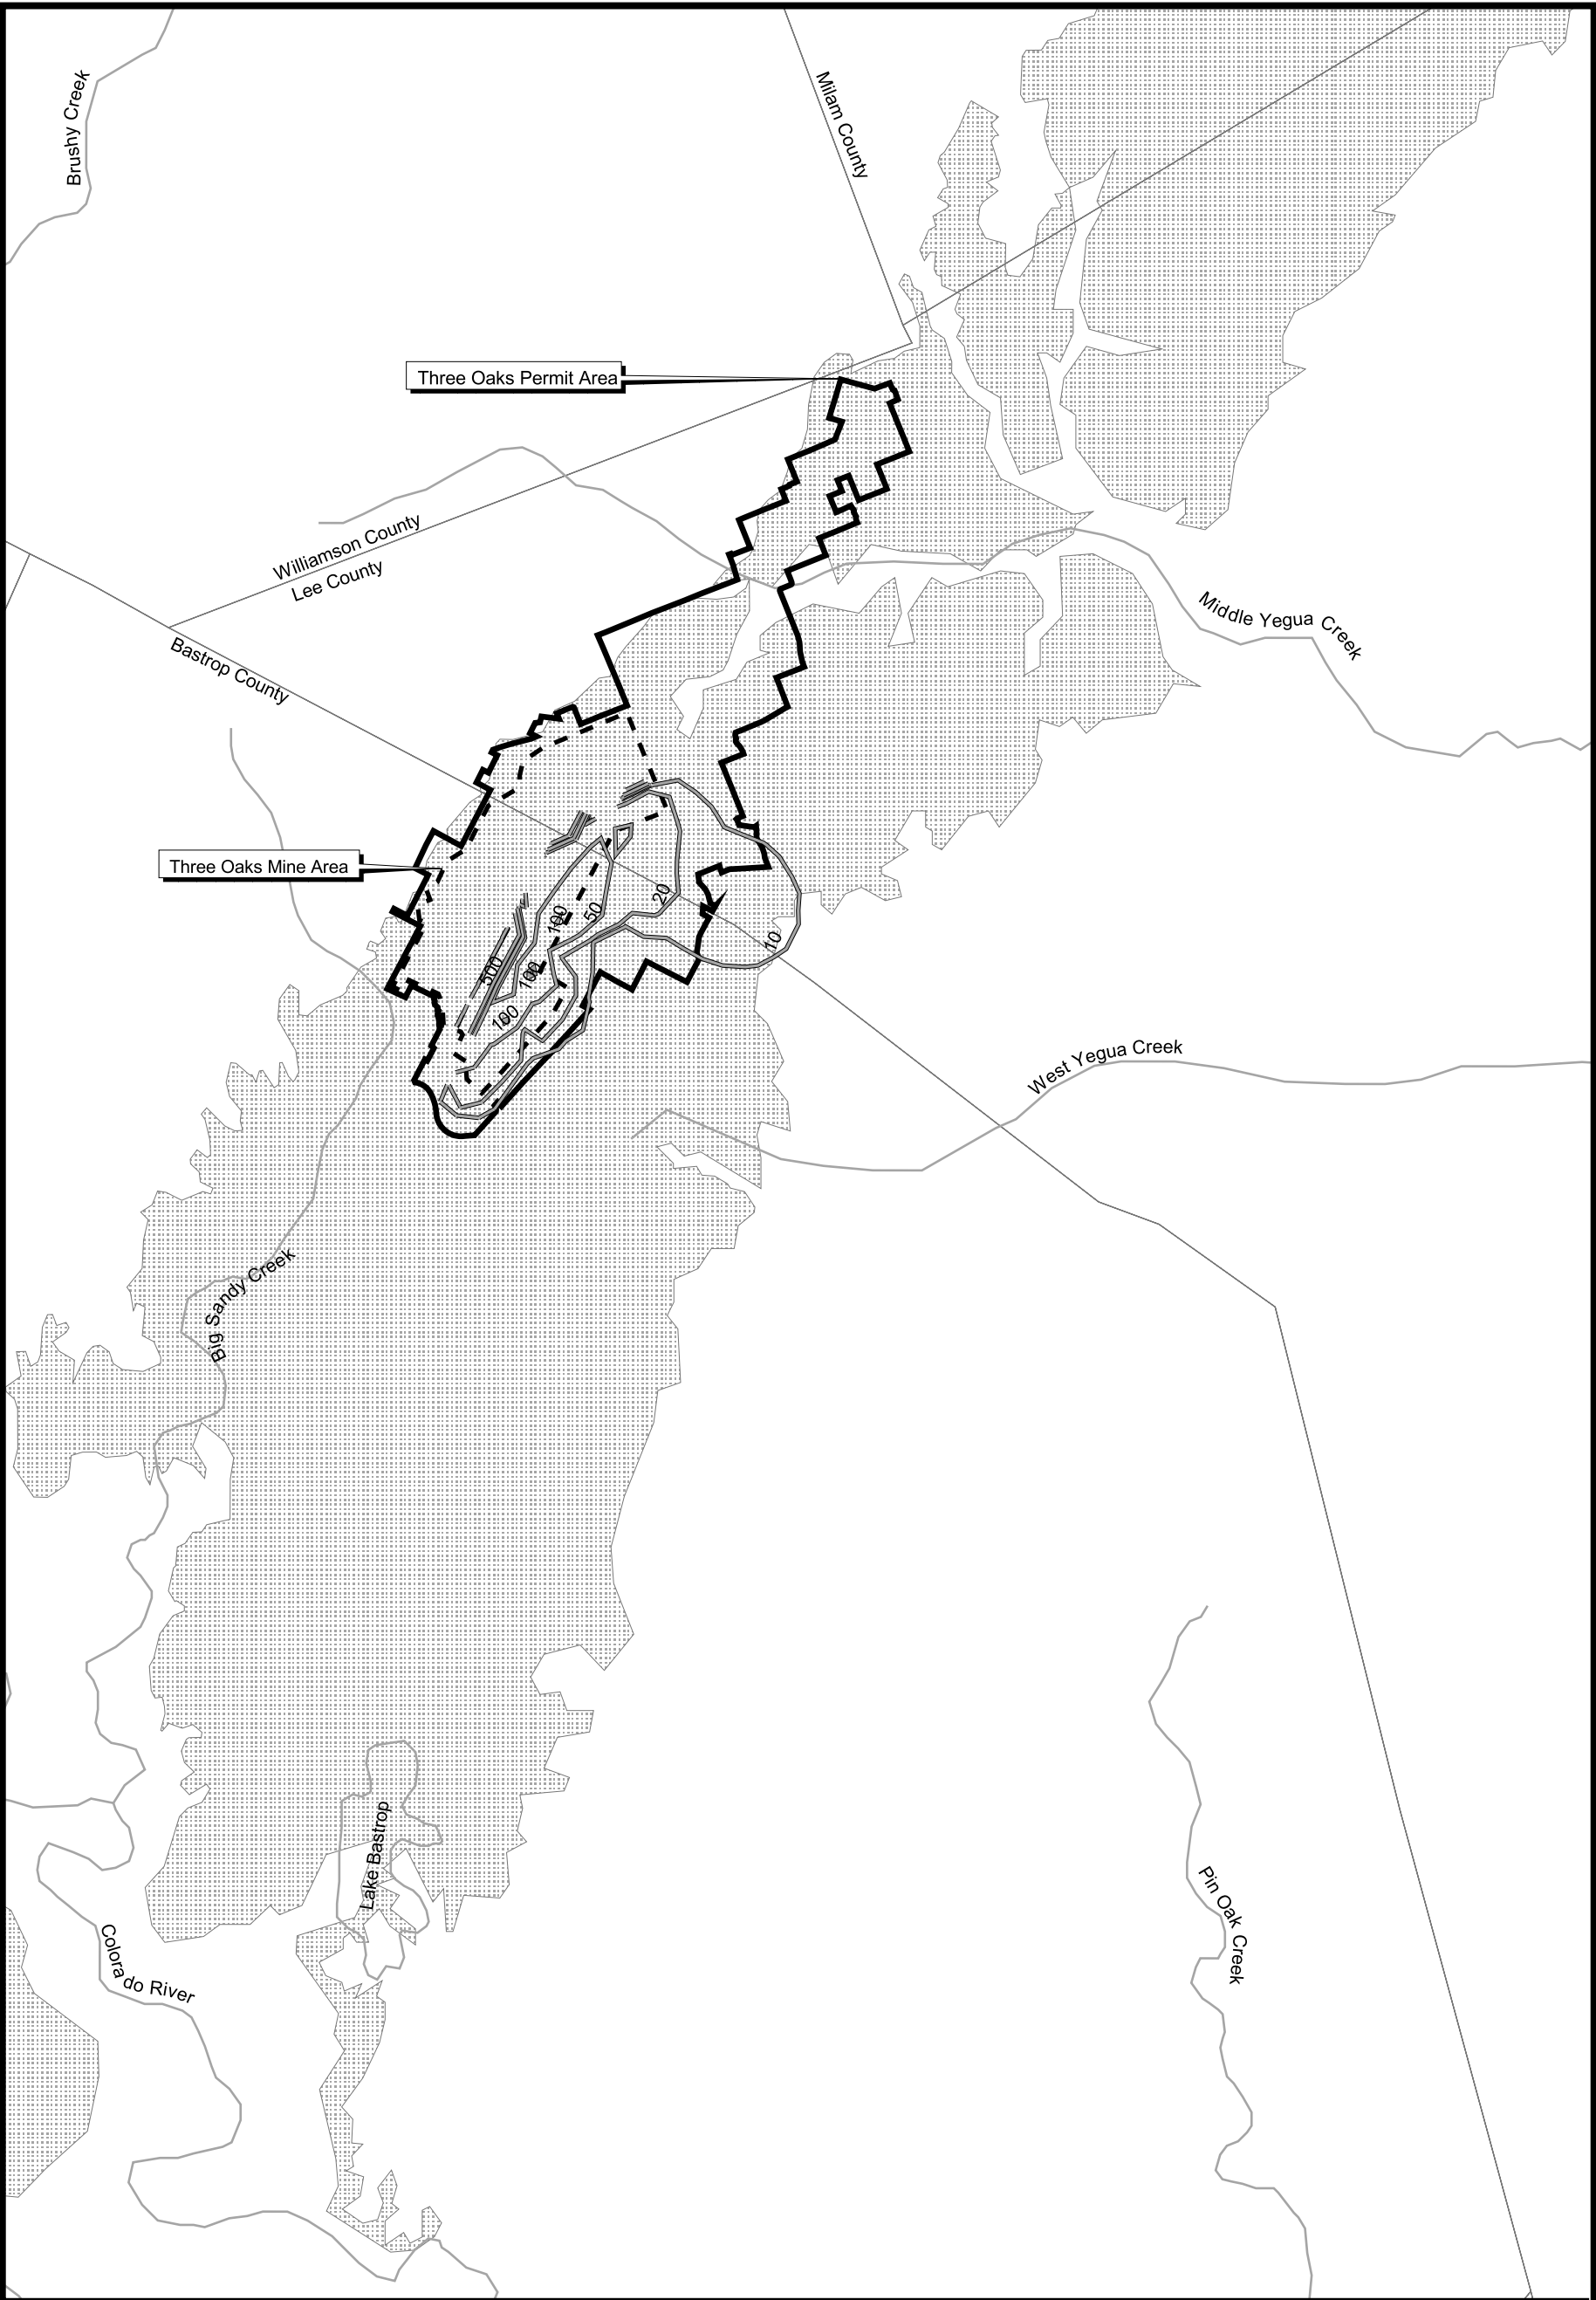 Brushy Creek
Milam County
Three Oaks Permit Area
Williamson County
Lee County
Bastrop County
Middle Yegua Creek
Three Oaks Mine Area
20
50
100
10
500
100
100
West Yegua Creek
Big Sandy Creek
Lake Bastrop
Pin Oak Creek
Colorado River